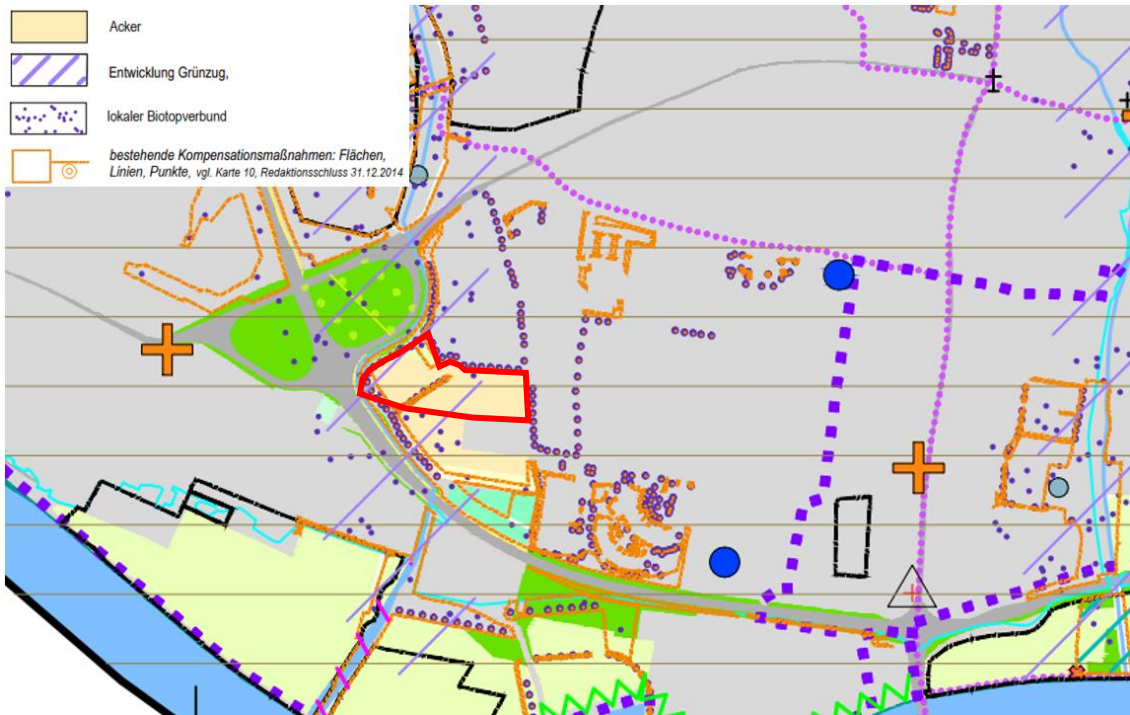 Acker
Entwicklung Grünzug,
lokaler Biotopverbund
bestehende Kompensationsmaßnahmen: Flächen,
Linien, Punkte, vgl. Karte 10, Redaktionsschluss 31.12.2014